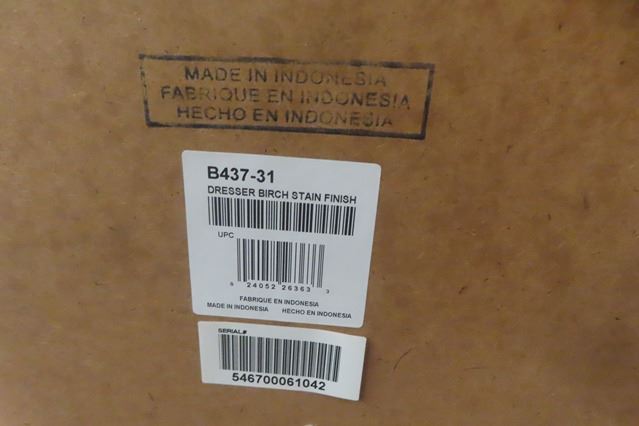 MADE IN INDONESIA
FABRIQUE EN INDONESIA
HECHO EN INDONESIA
B437-31
DRESSER BIRCH STAIN FINISH
UPC
0 24052 26363 3
FABRIQUE EN INDONESIA
MADE IN INDONESIA HECHO EN INDONESIA
SERIAL#
546700061042